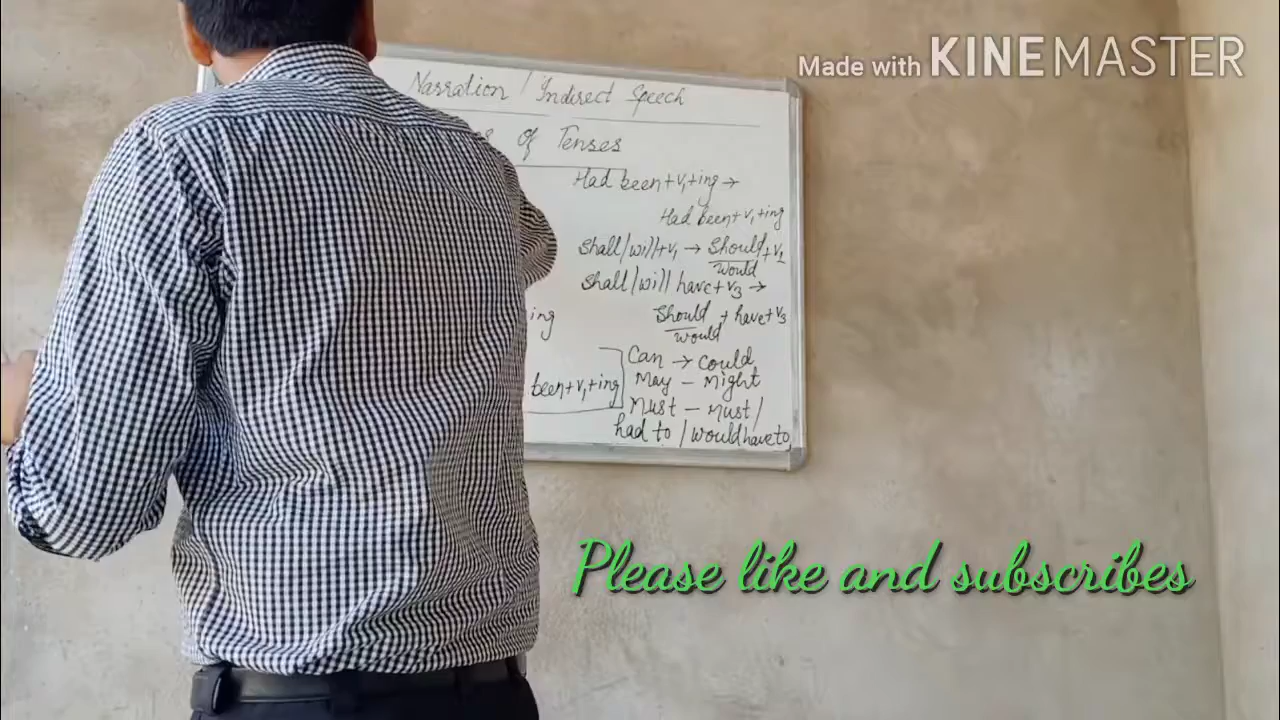 Made with KINEMASTER
Narration / Indirect Speech
of Tenses
Had been+V1+ing →
Had been+V1+ing
Shall/will+V1 → Should/Would+V1
Shall/will have+V3 →
Should/Would + have+V3
ing
Can → could
May – Might
been+V1+ing
Must – Must/
had to / would have to
Please like and subscribes